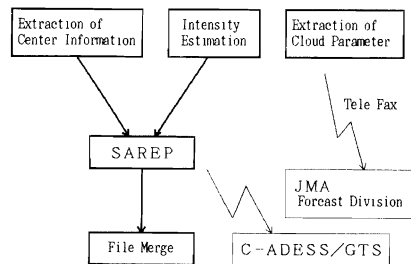 Extraction of
Center Information
Intensity
Estimation
Extraction of
Cloud Parameter
Tele Fax
SAREP
JMA
Forcast Division
File Merge
C-ADESS/GTS